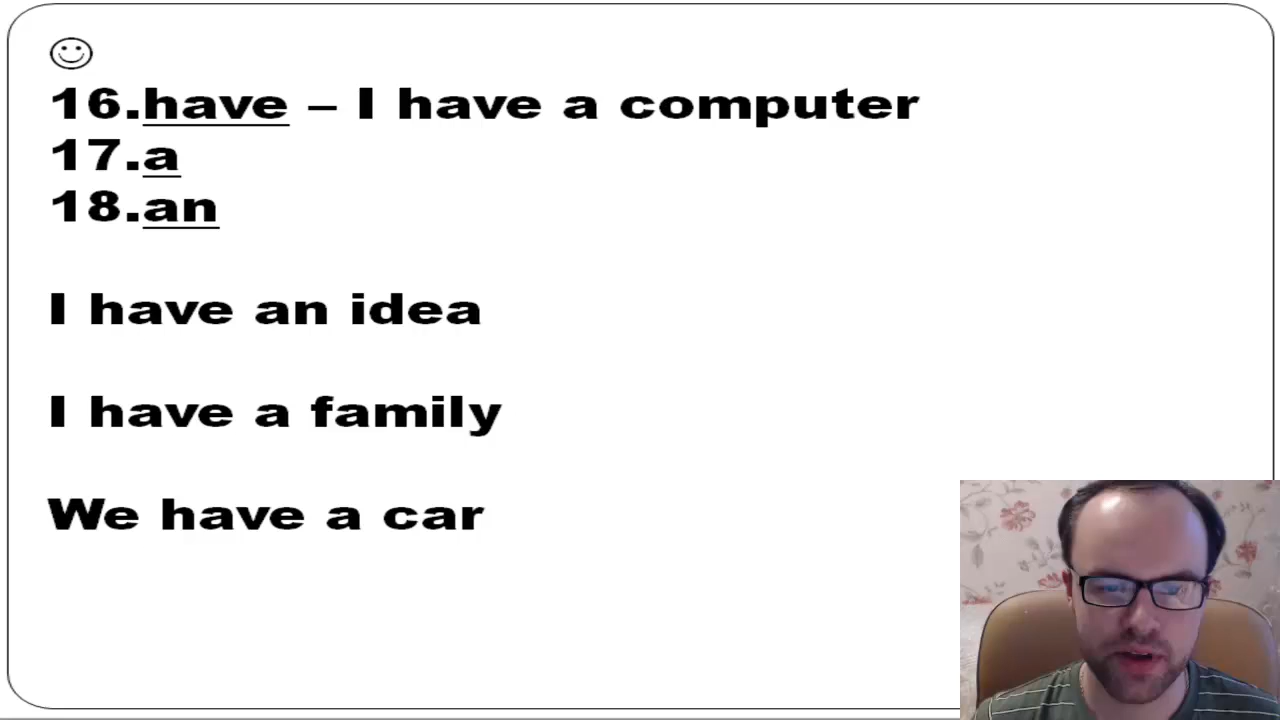 16.have – I have a computer
17.a
18.an
I have an idea
I have a family
We have a car